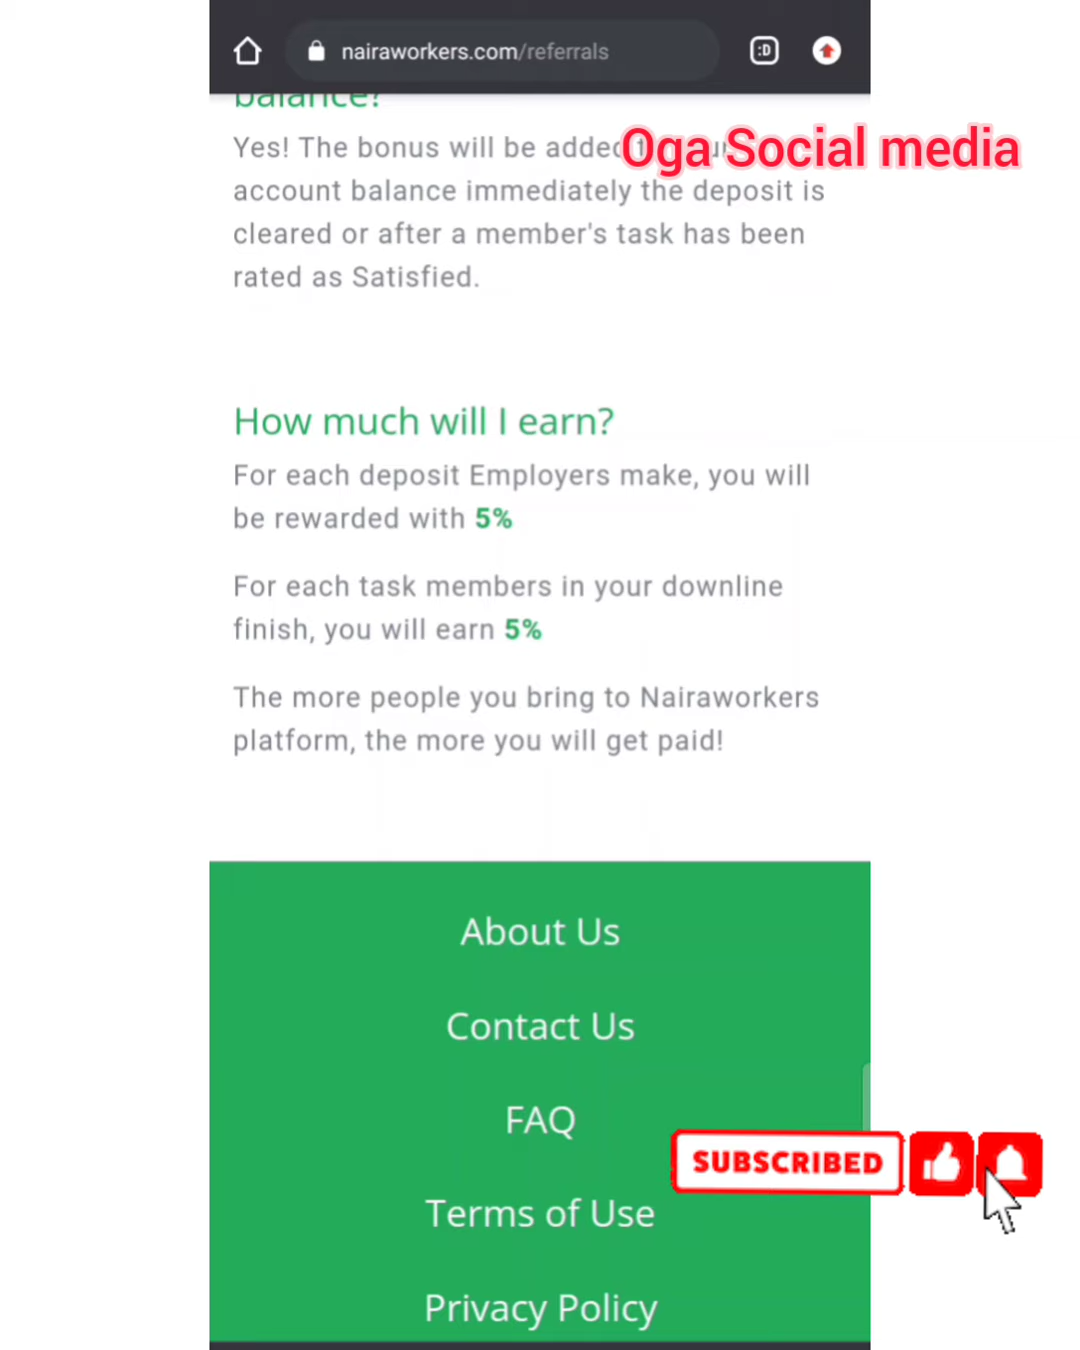 nairaworkers.com/referrals
:D
balance?
Oga Social media
Yes! The bonus will be added
account balance immediately the deposit is
cleared or after a member's task has been
rated as Satisfied.
How much will I earn?
For each deposit Employers make, you will
be rewarded with 5%
For each task members in your downline
finish, you will earn 5%
The more people you bring to Nairaworkers
platform, the more you will get paid!
About Us
Contact Us
FAQ
SUBSCRIBED
Terms of Use
Privacy Policy